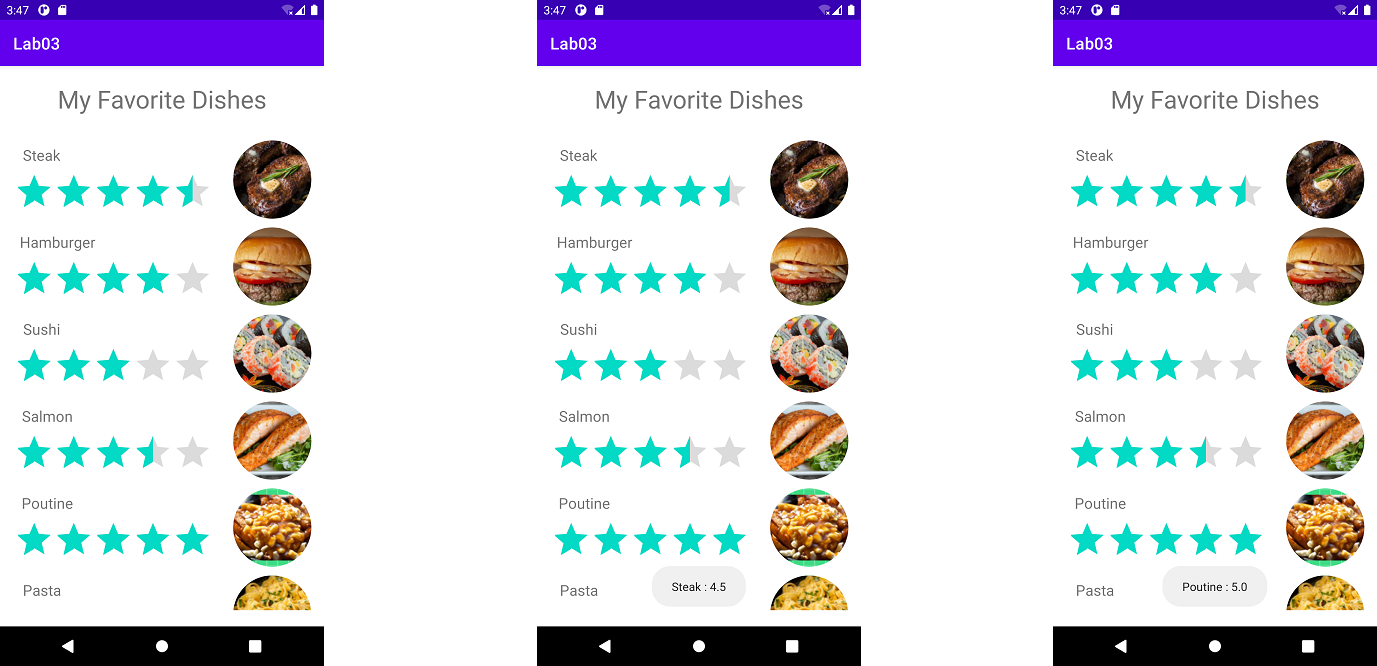 3:47
Lab03
My Favorite Dishes
Steak
Hamburger
Sushi
Salmon
Poutine
Pasta
3:47
Lab03
My Favorite Dishes
Steak
Hamburger
Sushi
Salmon
Poutine
Pasta
Steak : 4.5
3:47
Lab03
My Favorite Dishes
Steak
Hamburger
Sushi
Salmon
Poutine
Pasta
Poutine : 5.0